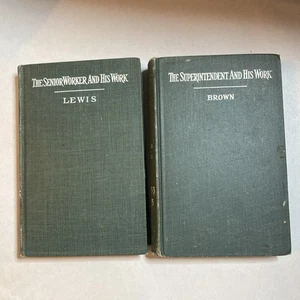 The Senior Worker And His Work
LEWIS
The Superintendent And His Work
BROWN